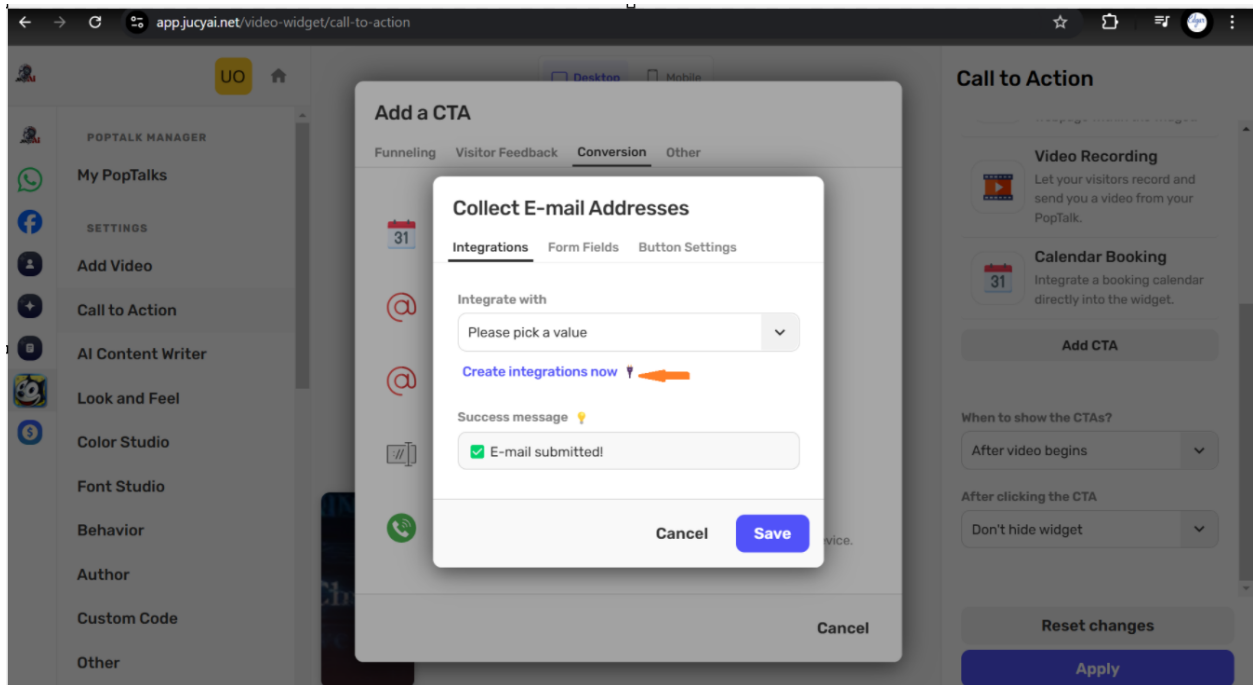 app.jucyai.net/video-widget/call-to-action
UO
Desktop
Mobile
POPTALK MANAGER
My PopTalks
SETTINGS
Add Video
Call to Action
AI Content Writer
Look and Feel
Color Studio
Font Studio
Behavior
Author
Custom Code
Other
Add a CTA
Funneling
Visitor Feedback
Conversion
Other
31
Collect E-mail Addresses
Integrations
Form Fields
Button Settings
Integrate with
Please pick a value
Create integrations now
Success message
✅ E-mail submitted!
Cancel
Save
Cancel
Call to Action
Video Recording
Let your visitors record and
send you a video from your
PopTalk.
31
Calendar Booking
Integrate a booking calendar
directly into the widget.
Add CTA
When to show the CTAs?
After video begins
After clicking the CTA
Don't hide widget
Reset changes
Apply